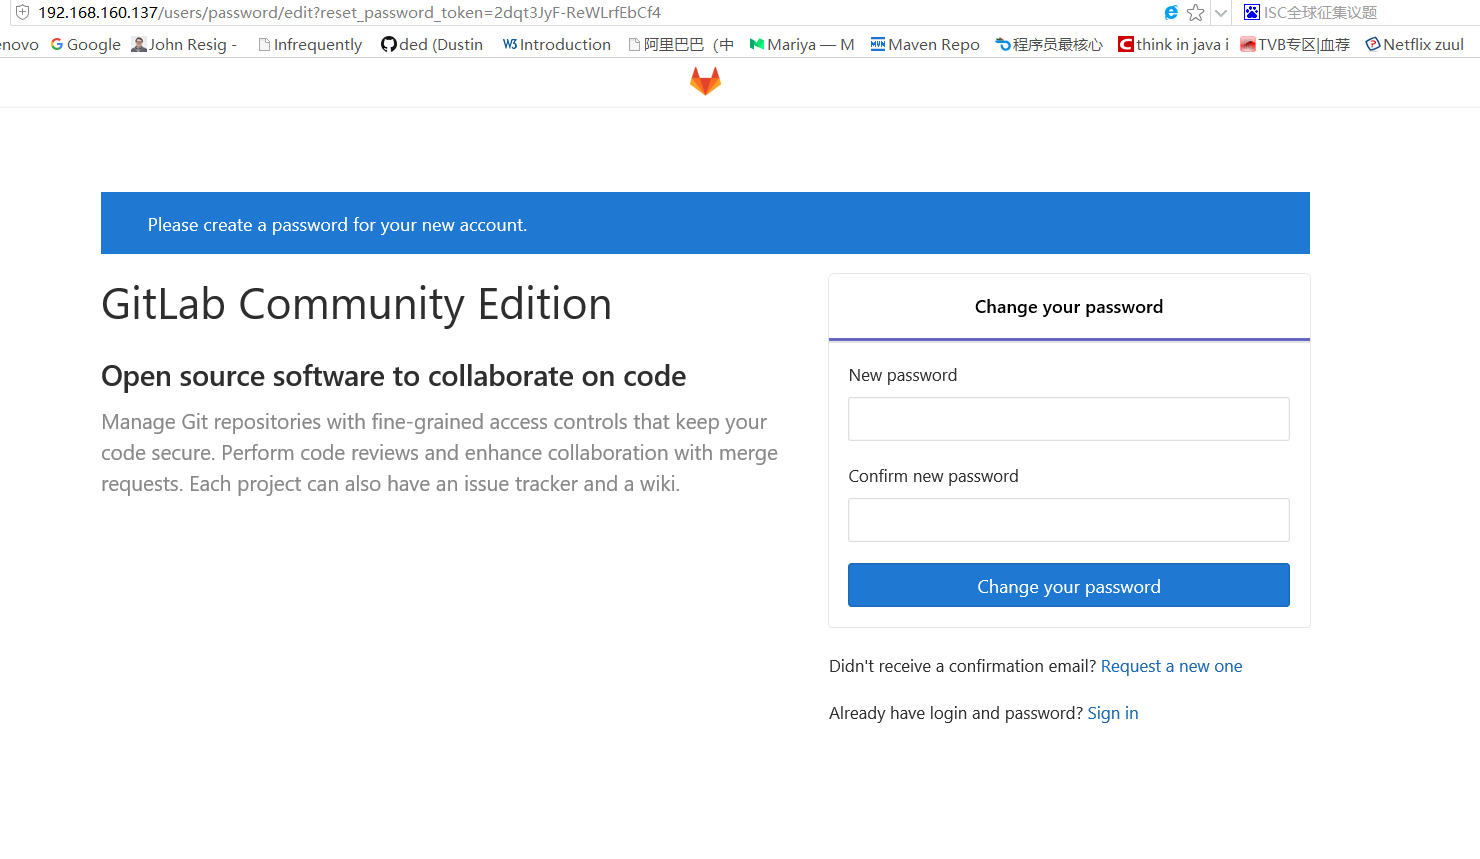 192.168.160.137/users/password/edit?reset_password_token=2dqt3JyF-ReWLrfEbCf4
ISC全球征集议题
enovo Google John Resig - Infrequently ded (Dustin W3 Introduction 阿里巴巴（中 Mariya — M Maven Repo 程序员最核心 think in java i TVB专区|血荐 Netflix zuul
Please create a password for your new account.
GitLab Community Edition
Open source software to collaborate on code
Manage Git repositories with fine-grained access controls that keep your
code secure. Perform code reviews and enhance collaboration with merge
requests. Each project can also have an issue tracker and a wiki.
Change your password
New password
Confirm new password
Change your password
Didn't receive a confirmation email? Request a new one
Already have login and password? Sign in